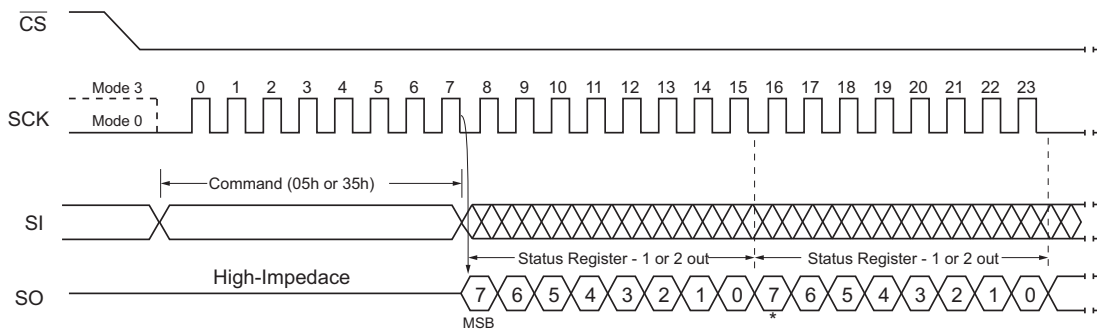 CS
Mode 3
0 1 2 3 4 5 6 7 8 9 10 11 12 13 14 15 16 17 18 19 20 21 22 23
SCK
Mode 0
Command (05h or 35h)
SI
Status Register - 1 or 2 out
Status Register - 1 or 2 out
High-Impedace
SO
7 6 5 4 3 2 1 0 7 6 5 4 3 2 1 0
MSB
*